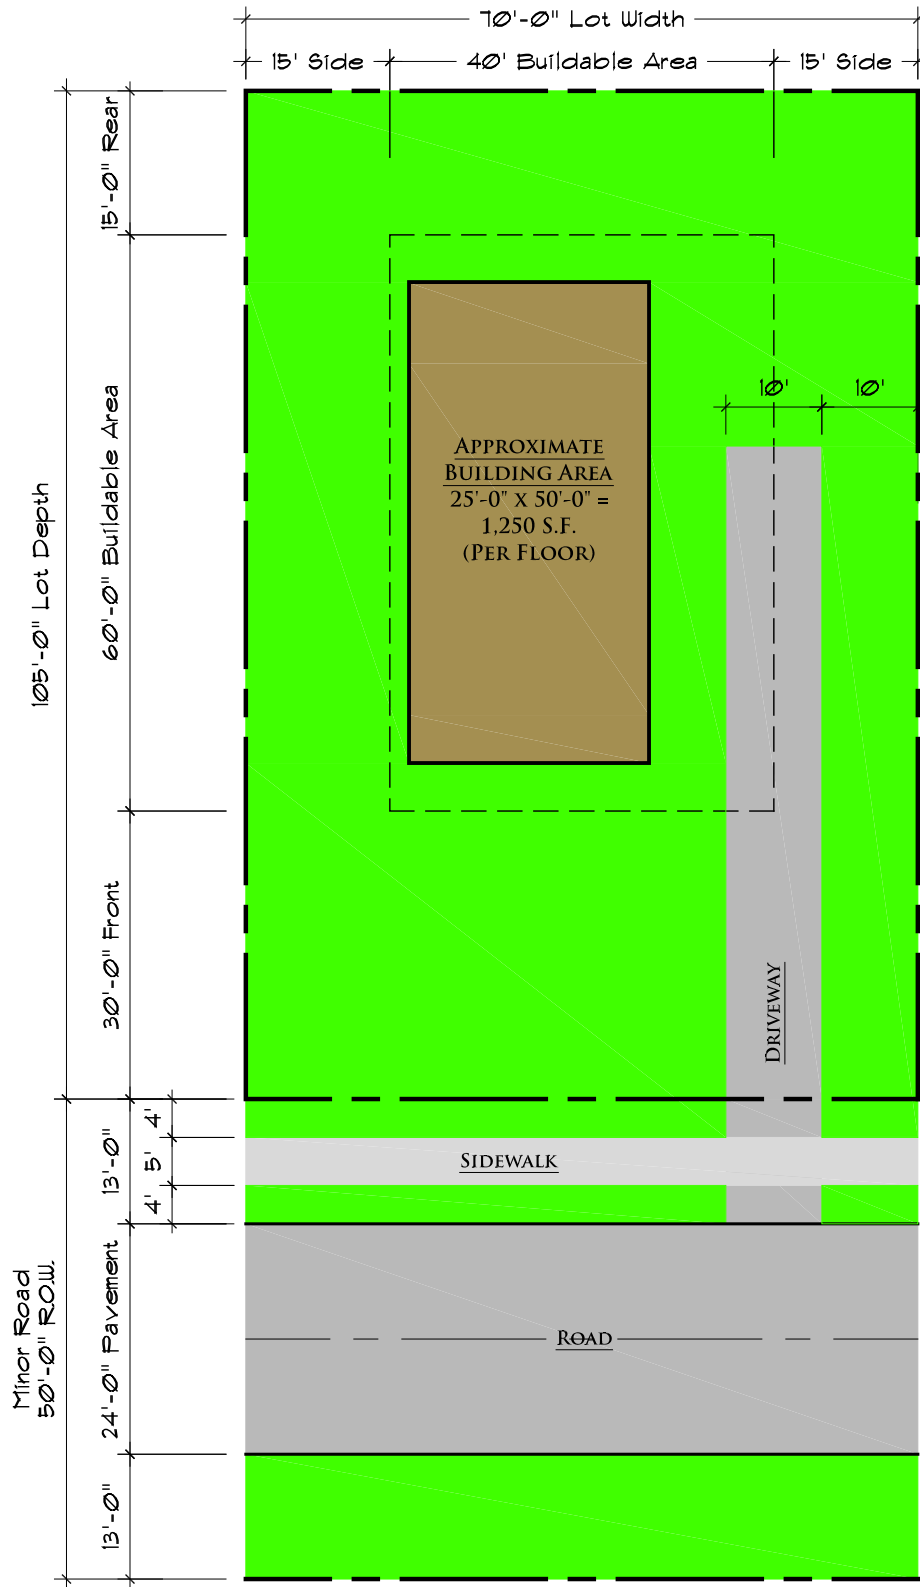 70'-0" Lot Width
15' Side
40' Buildable Area
15' Side
15'-0" Rear
10'
10'
60'-0" Buildable Area
105'-0" Lot Depth
APPROXIMATE
BUILDING AREA
25'-0" X 50'-0" =
1,250 S.F.
(PER FLOOR)
30'-0" Front
DRIVEWAY
13'-0"
4'
5'
4'
SIDEWALK
Minor Road
50'-0" R.O.W.
24'-0" Pavement
ROAD
13'-0"